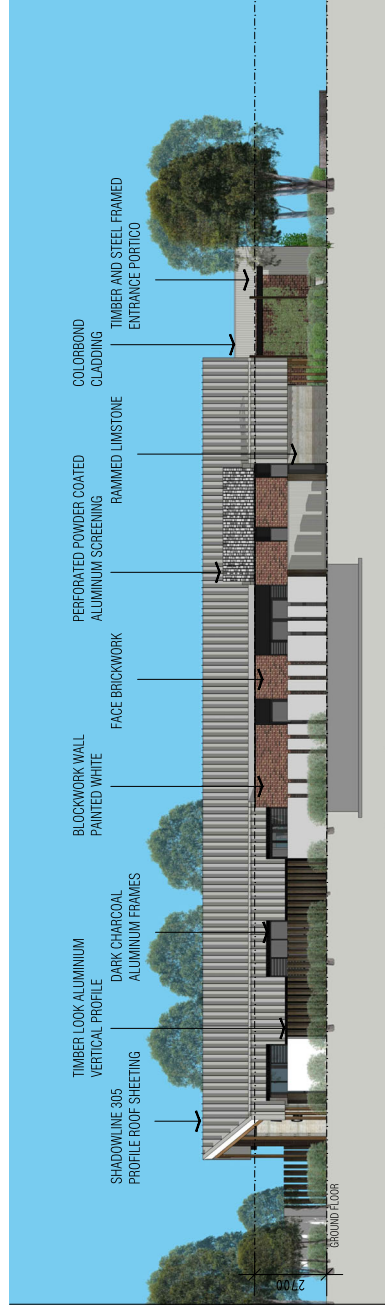 SHADOWLINE 305
PROFILE ROOF SHEETING
TIMBER LOOK ALUMINIUM
VERTICAL PROFILE
DARK CHARCOAL
ALUMINUM FRAMES
BLOCKWORK WALL
PAINTED WHITE
FACE BRICKWORK
PERFORATED POWDER COATED
ALUMINUM SCREENING
RAMMED LIMSTONE
COLORBOND
CLADDING
TIMBER AND STEEL FRAMED
ENTRANCE PORTICO
2700
GROUND FLOOR